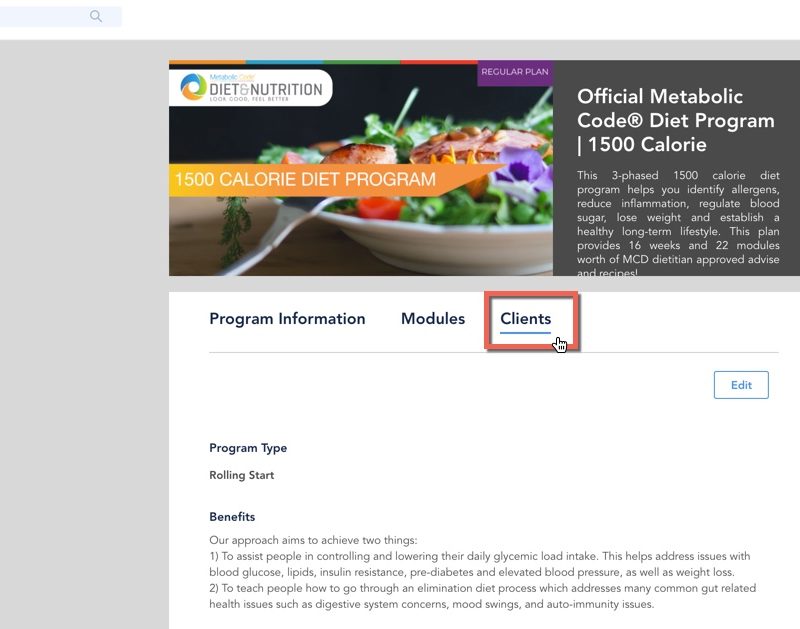 REGULAR PLAN
Metabolic Code
DIET&NUTRITION
LOOK GOOD, FEEL BETTER
1500 CALORIE DIET PROGRAM
Official Metabolic
Code® Diet Program
| 1500 Calorie
This 3-phased 1500 calorie diet
program helps you identify allergens,
reduce inflammation, regulate blood
sugar, lose weight and establish a
healthy long-term lifestyle. This plan
provides 16 weeks and 22 modules
worth of MCD dietitian approved advise
and recipes!
Program Information Modules Clients
Edit
Program Type
Rolling Start
Benefits
Our approach aims to achieve two things:
1) To assist people in controlling and lowering their daily glycemic load intake. This helps address issues with
blood glucose, lipids, insulin resistance, pre-diabetes and elevated blood pressure, as well as weight loss.
2) To teach people how to go through an elimination diet process which addresses many common gut related
health issues such as digestive system concerns, mood swings, and auto-immunity issues.